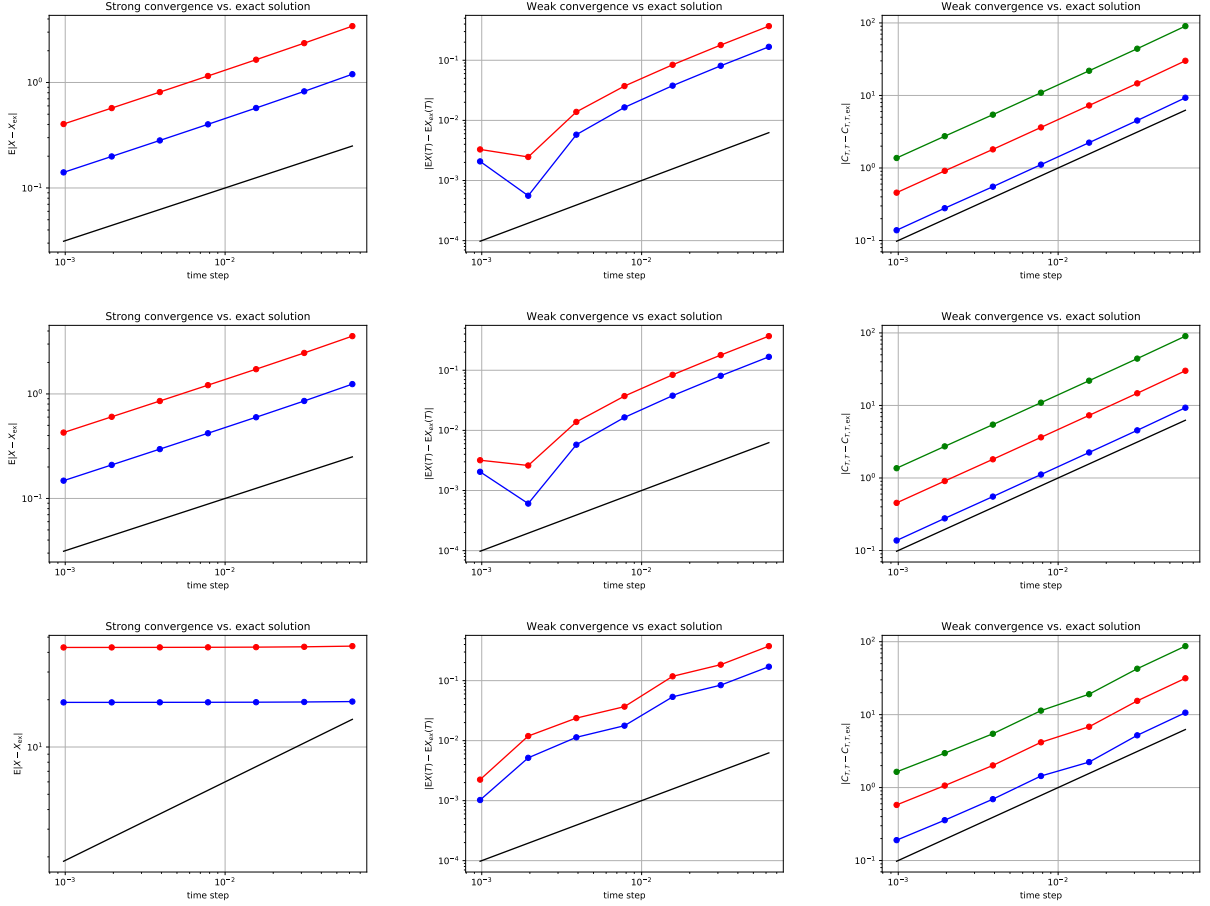 Strong convergence vs. exact solution
E|X − X_ex|
10^0
10^−1
10^−3
10^−2
time step
Weak convergence vs exact solution
|EX(T) − EX_ex(T)|
10^−1
10^−2
10^−3
10^−4
10^−3
10^−2
time step
Weak convergence vs. exact solution
|C_{T,T} − C_{T,T,ex}|
10^2
10^1
10^0
10^−1
10^−3
10^−2
time step
Strong convergence vs. exact solution
E|X − X_ex|
10^0
10^−1
10^−3
10^−2
time step
Weak convergence vs exact solution
|EX(T) − EX_ex(T)|
10^−1
10^−2
10^−3
10^−4
10^−3
10^−2
time step
Weak convergence vs. exact solution
|C_{T,T} − C_{T,T,ex}|
10^2
10^1
10^0
10^−1
10^−3
10^−2
time step
Strong convergence vs. exact solution
E|X − X_ex|
10^1
10^−3
10^−2
time step
Weak convergence vs exact solution
|EX(T) − EX_ex(T)|
10^−1
10^−2
10^−3
10^−4
10^−3
10^−2
time step
Weak convergence vs. exact solution
|C_{T,T} − C_{T,T,ex}|
10^2
10^1
10^0
10^−1
10^−3
10^−2
time step